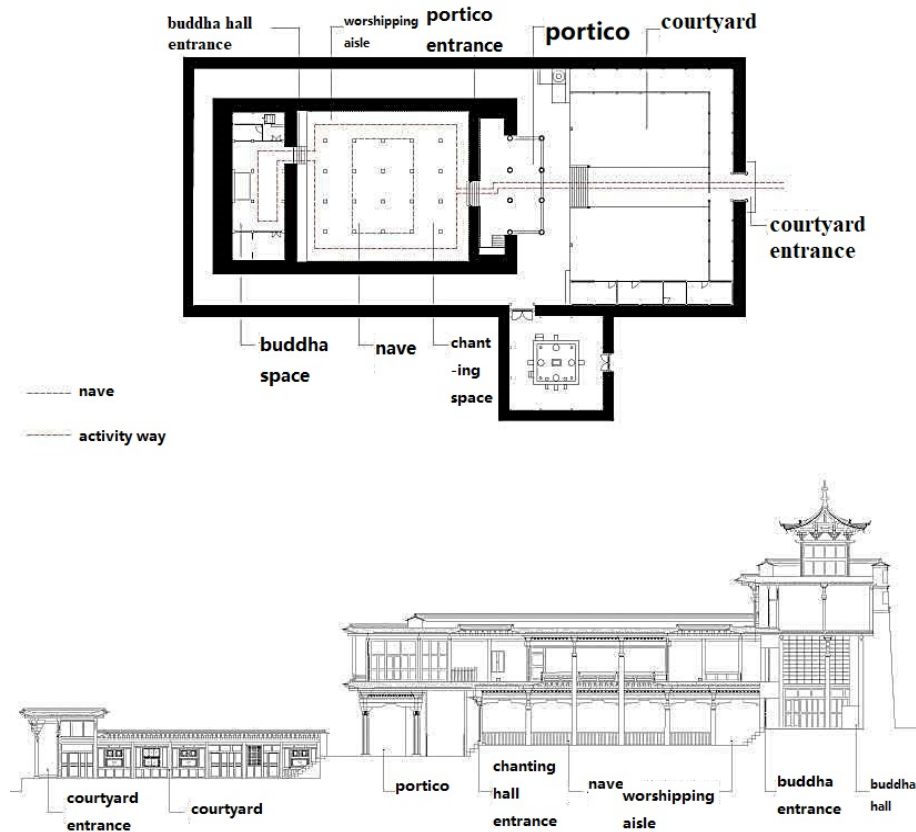 buddha hall
entrance
worshipping
aisle
portico
entrance
portico
courtyard
courtyard
entrance
buddha
space
nave
chant
-ing
space
nave
activity way
courtyard
entrance
courtyard
portico
chanting
hall
entrance
nave
worshipping
aisle
buddha
entrance
buddha
hall